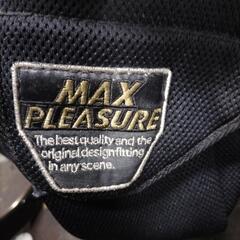 MAX
PLEASURE
The best quality and the
original design fitting
in any scene.